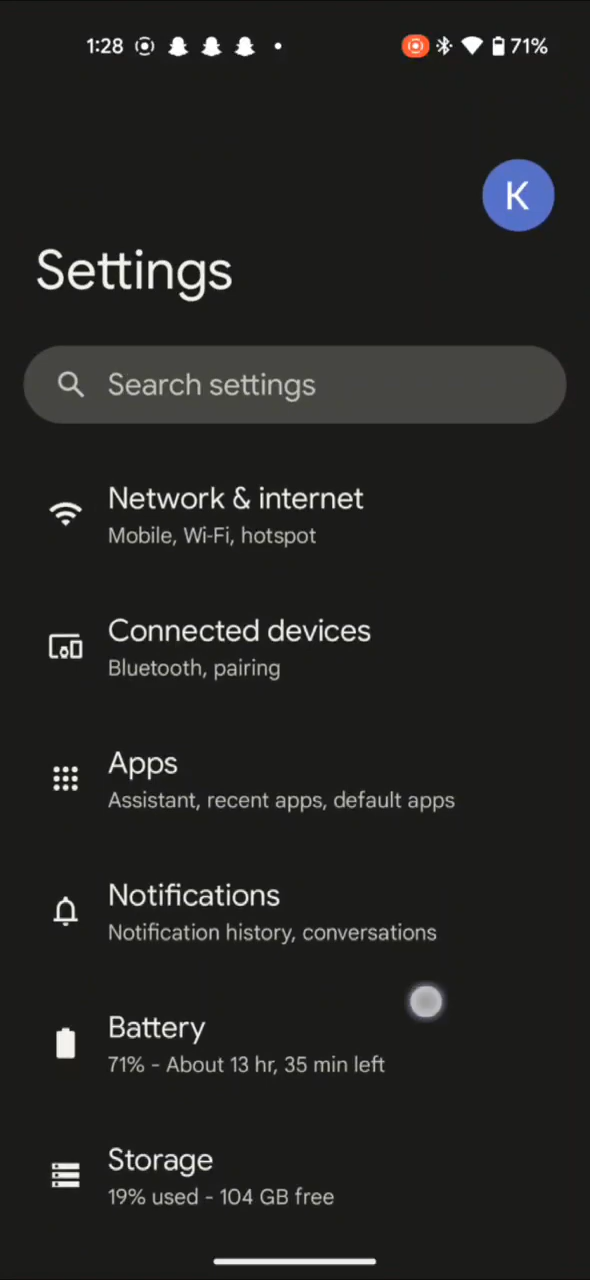 1:28
71%
K
Settings
Search settings
Network & internet
Mobile, Wi-Fi, hotspot
Connected devices
Bluetooth, pairing
Apps
Assistant, recent apps, default apps
Notifications
Notification history, conversations
Battery
71% - About 13 hr, 35 min left
Storage
19% used - 104 GB free